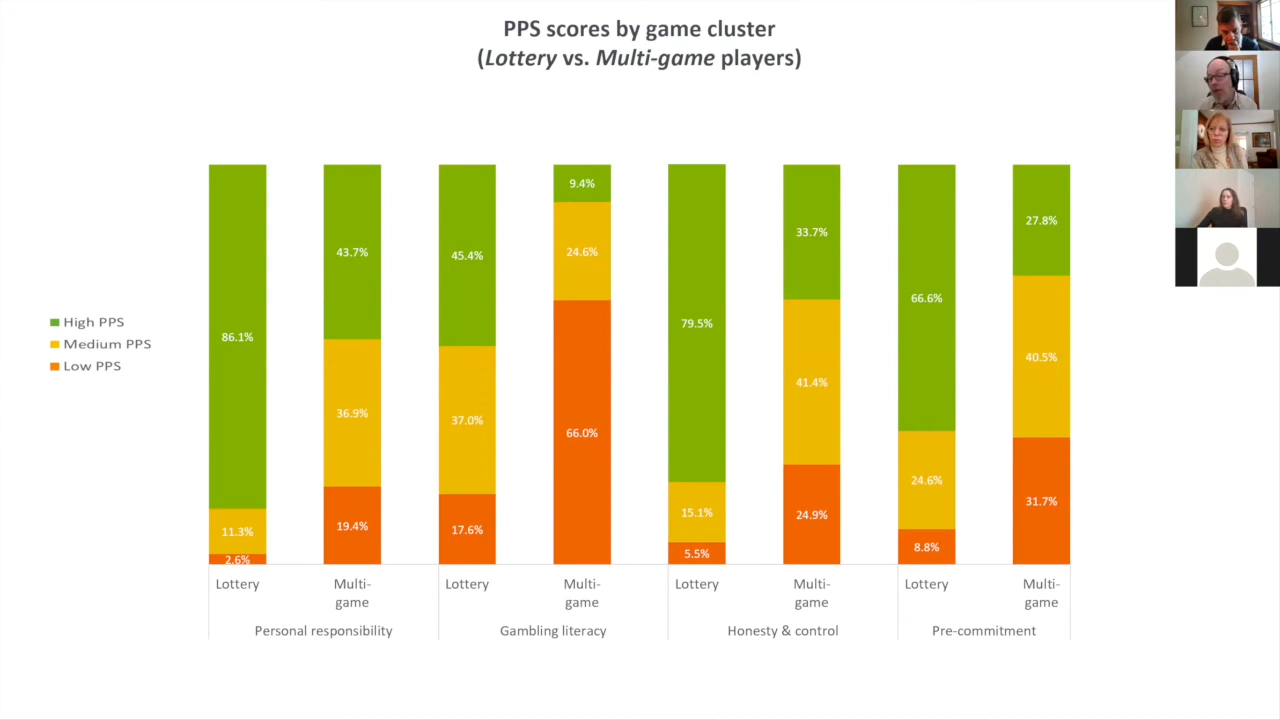 PPS scores by game cluster
(Lottery vs. Multi-game players)
High PPS
Medium PPS
Low PPS
86.1%
11.3%
2.6%
43.7%
36.9%
19.4%
45.4%
37.0%
17.6%
9.4%
24.6%
66.0%
79.5%
15.1%
5.5%
33.7%
41.4%
24.9%
66.6%
24.6%
8.8%
27.8%
40.5%
31.7%
Lottery
Multi-
game
Lottery
Multi-
game
Lottery
Multi-
game
Lottery
Multi-
game
Personal responsibility
Gambling literacy
Honesty & control
Pre-commitment